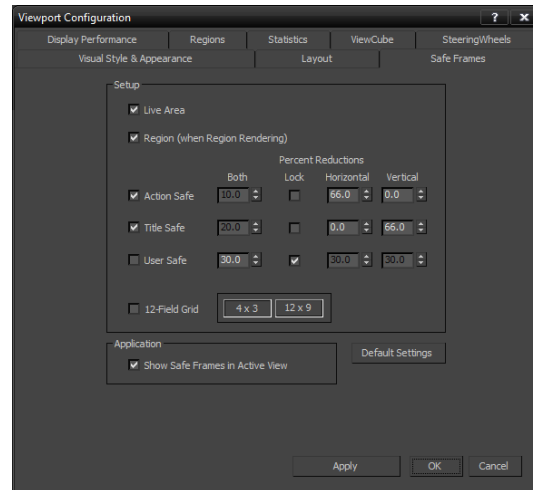 Viewport Configuration ? x
Display Performance Regions Statistics ViewCube SteeringWheels
Visual Style & Appearance Layout Safe Frames
Setup
Live Area
Region (when Region Rendering)
Percent Reductions
Both Lock Horizontal Vertical
Action Safe 10.0 66.0 0.0
Title Safe 20.0 0.0 66.0
User Safe 30.0 30.0 30.0
12-Field Grid 4 x 3 12 x 9
Application
Show Safe Frames in Active View
Default Settings
Apply OK Cancel